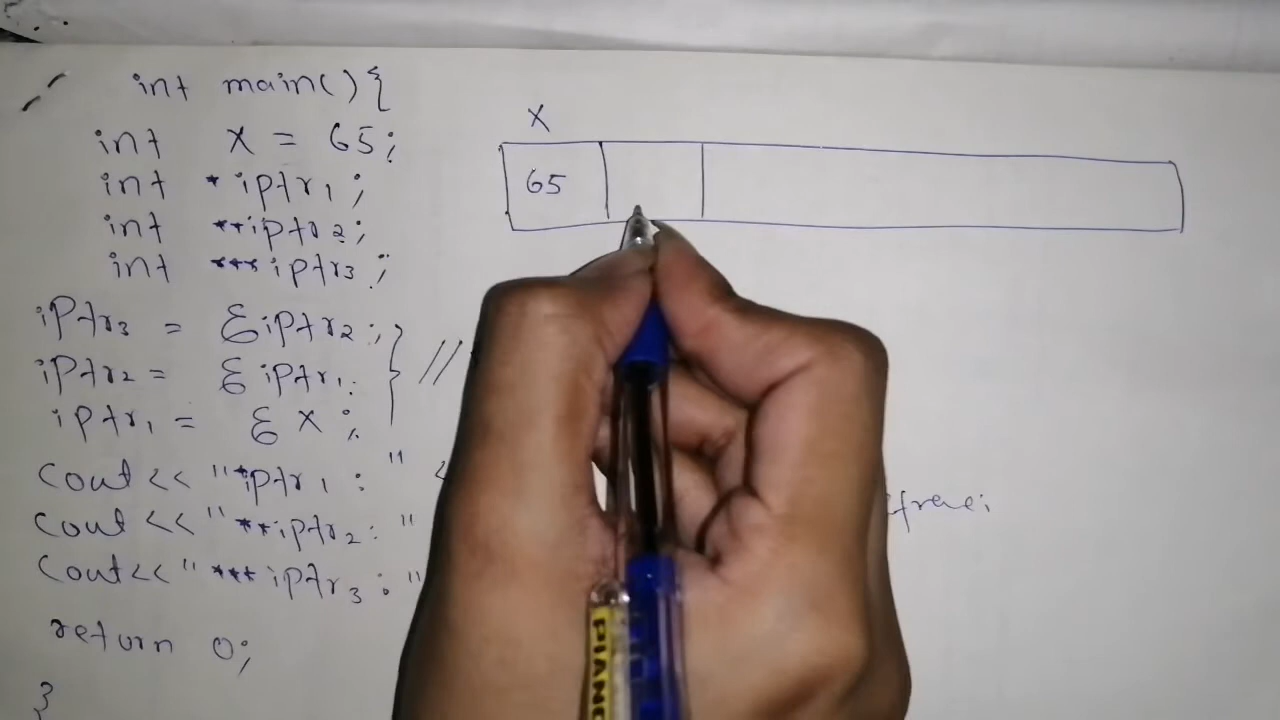 int main(){
int x = 65;
int *iptr1;
int **iptr2;
int ***iptr3;
iptr3 = &iptr2;
iptr2 = &iptr1.
iptr1 = &x;
//
cout<<"*iptr1:" <
cout<<"**iptr2:"
cout<<"***iptr3:"
return 0;
}
x
65
PIANO